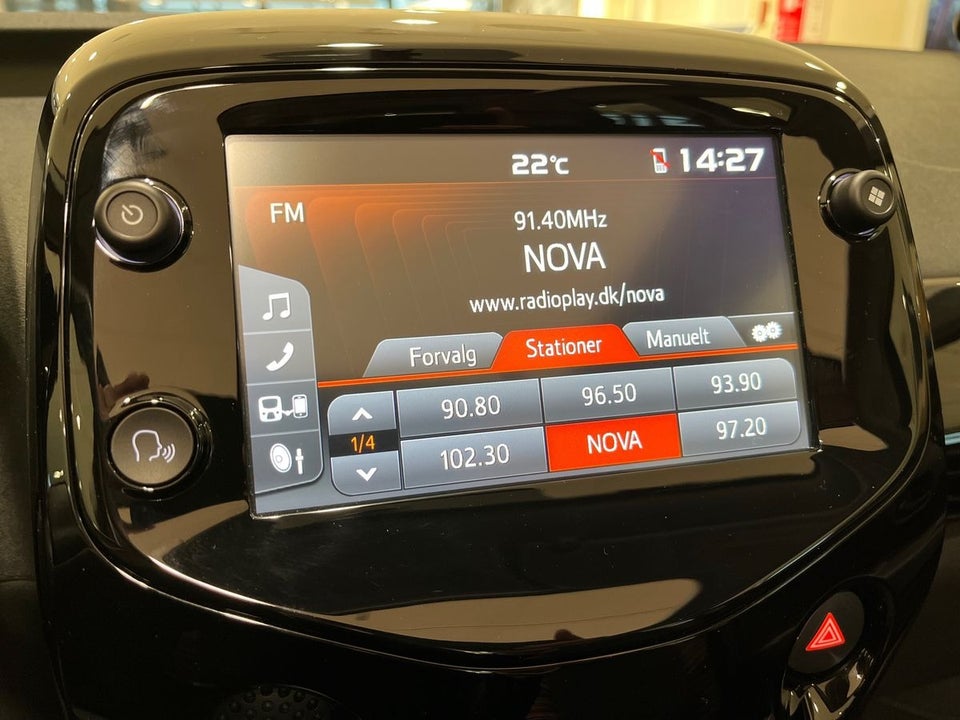 22°C
14:27
FM
91.40MHz
NOVA
www.radioplay.dk/nova
Forvalg
Stationer
Manuelt
90.80
96.50
93.90
1/4
102.30
NOVA
97.20